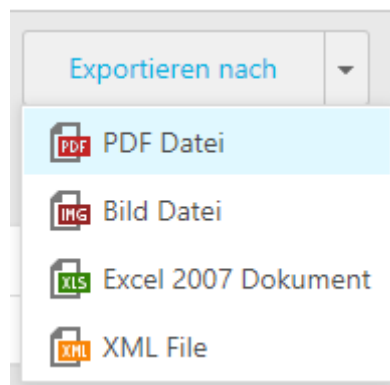 Exportieren nach
PDF PDF Datei
IMG Bild Datei
XLS Excel 2007 Dokument
XML XML File